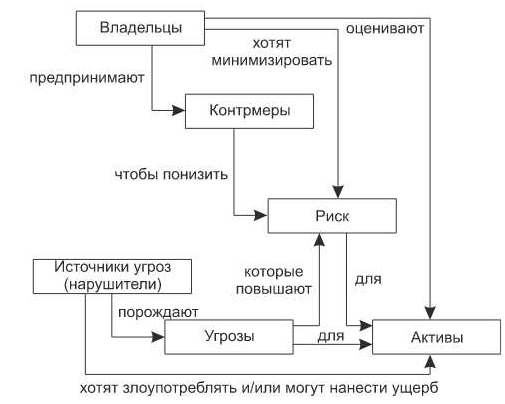 Владельцы
оценивают
хотят
минимизировать
предпринимают
Контрмеры
чтобы понизить
Риск
Источники угроз
(нарушители)
которые
повышают
для
порождают
Угрозы
для
Активы
хотят злоупотреблять и/или могут нанести ущерб